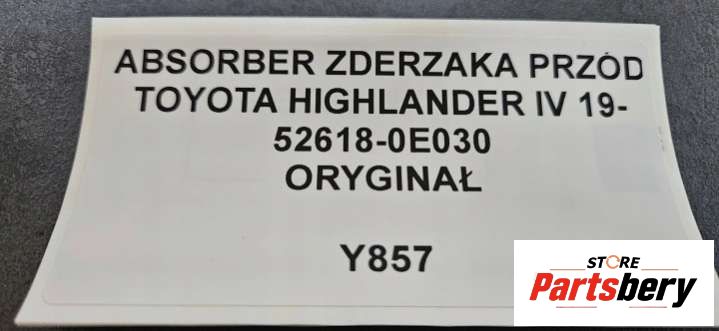 ABSORBER ZDERZAKA PRZÓD
TOYOTA HIGHLANDER IV 19-
52618-0E030
ORYGINAŁ
Y857
STORE
Partsbery